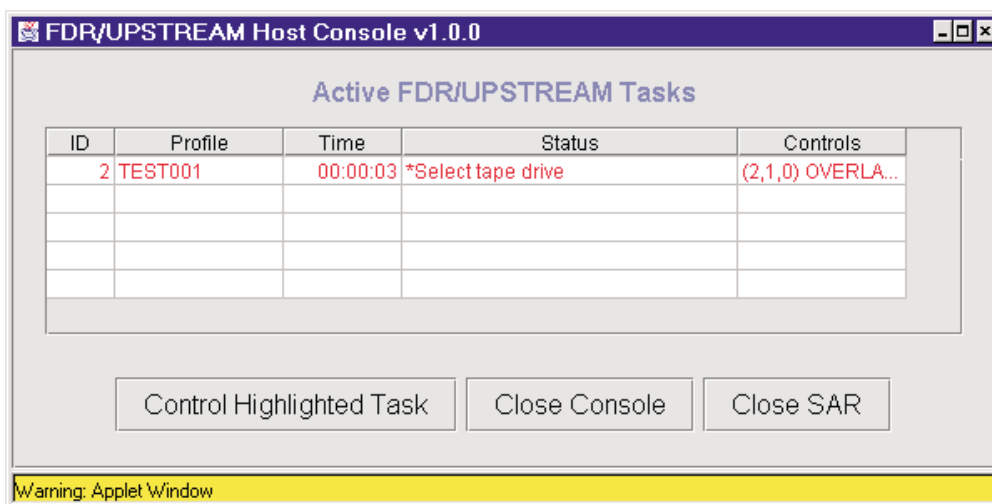 FDR/UPSTREAM Host Console v1.0.0
Active FDR/UPSTREAM Tasks
ID Profile Time Status Controls
2 TEST001 00:00:03 *Select tape drive (2,1,0) OVERLA...
Control Highlighted Task Close Console Close SAR
Warning: Applet Window